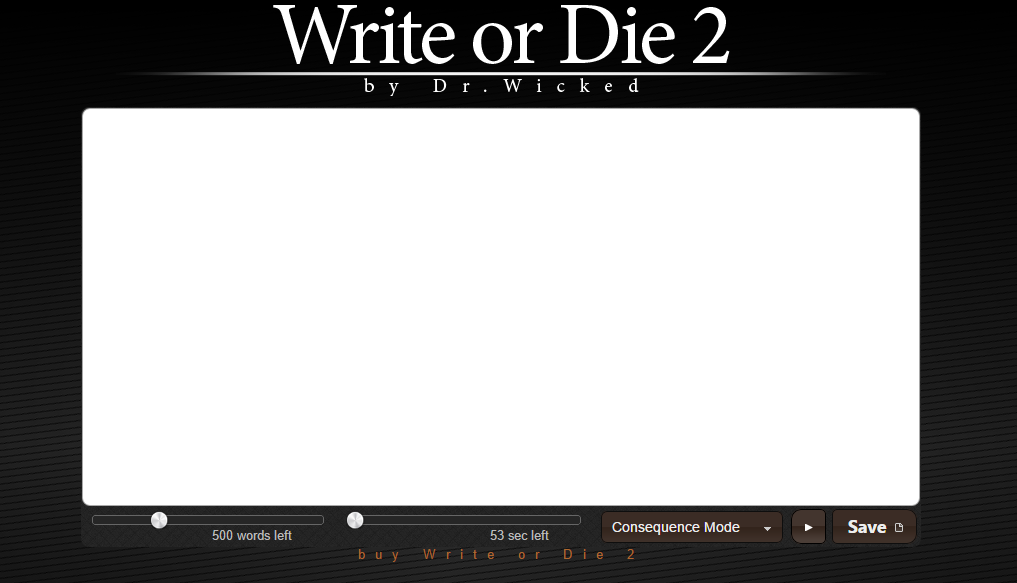 Write or Die 2
by Dr.Wicked
500 words left
53 sec left
Consequence Mode
Save
buy Write or Die 2